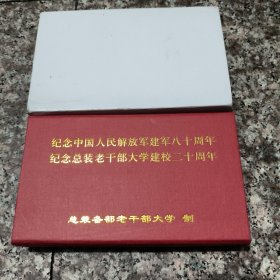 纪念中国人民解放军建军八十周年
纪念总装老干部大学建校二十周年
总装备部老干部大学 制